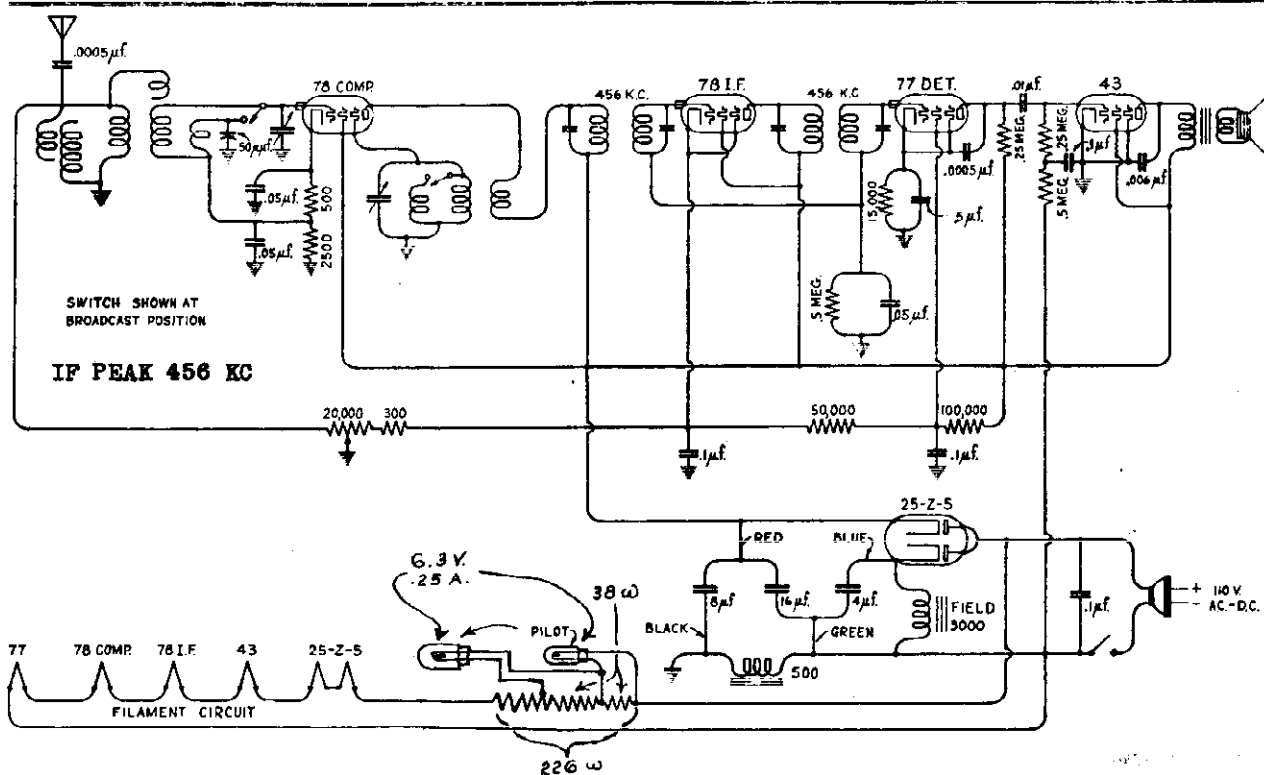 .0005µf.
78 COMP.
78 I.F.
77 DET.
.01µf.
43
456 K.C.
456 K.C
50µµf.
.05µf.
500
.05µf.
2500
.0005µf
.25 MEG.
.25 MEG.
.1µf
.5 MEG.
.006µf.
15,000
.5µf.
.5 MEG.
.05µf.
SWITCH SHOWN AT
BROADCAST POSITION
IF PEAK 456 KC
20,000
300
50,000
100,000
.1µf.
.1µf.
25-Z-5
RED
BLUE
6.3 V.
.25 A.
38 ω
8µf
16µf.
4µf.
FIELD
3000
.1µf.
+ 110 V.
- AC.-D.C.
PILOT
BLACK
GREEN
500
77
78 COMP.
78 I.F.
43
25-Z-5
FILAMENT CIRCUIT
226 ω